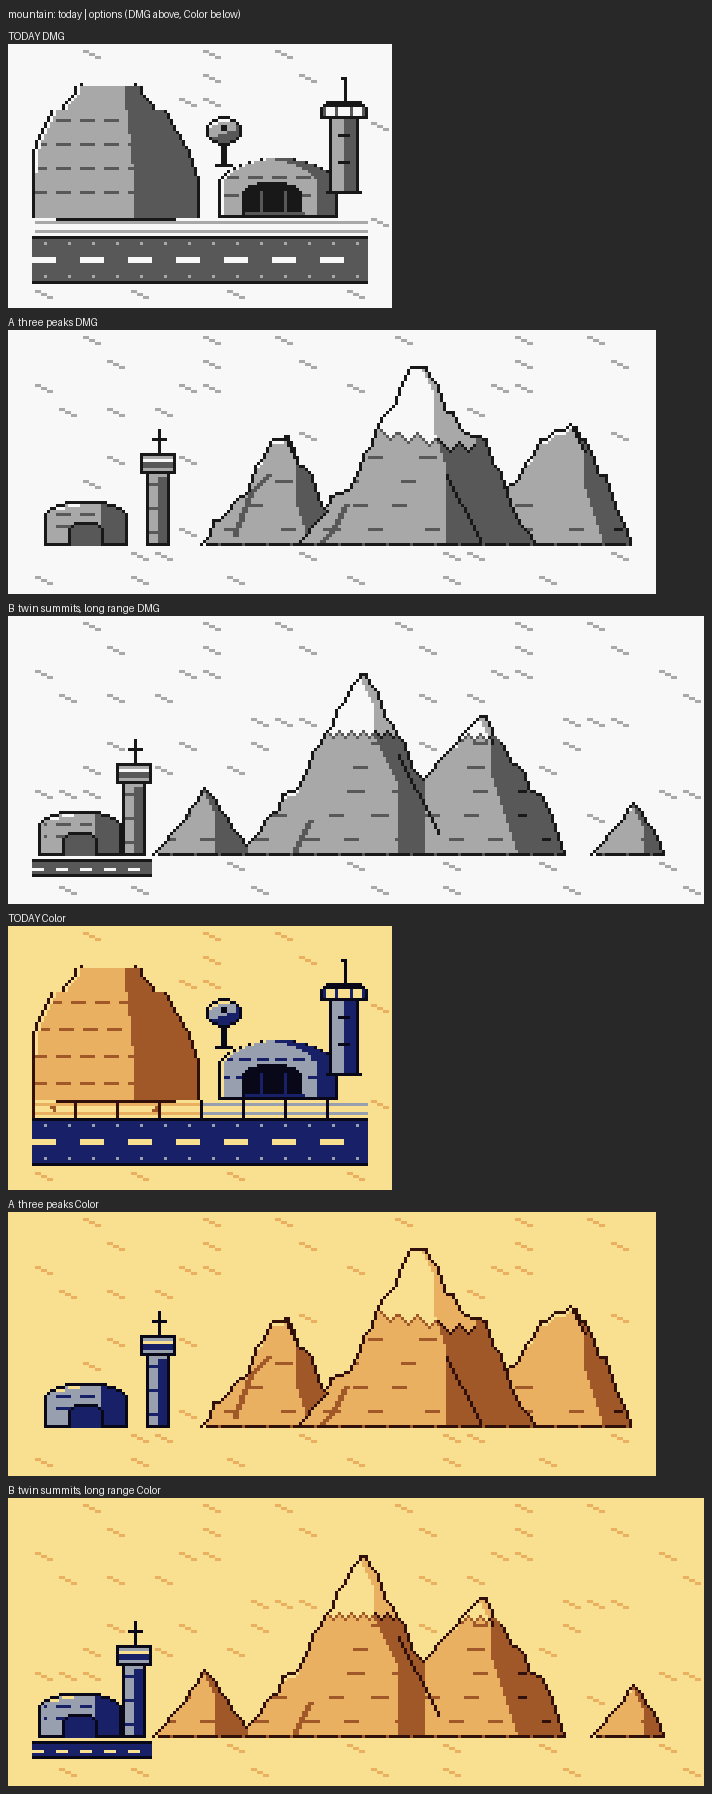 mountain: today | options (DMG above, Color below)
TODAY DMG
A three peaks DMG
B twin summits, long range DMG
TODAY Color
A three peaks Color
B twin summits, long range Color